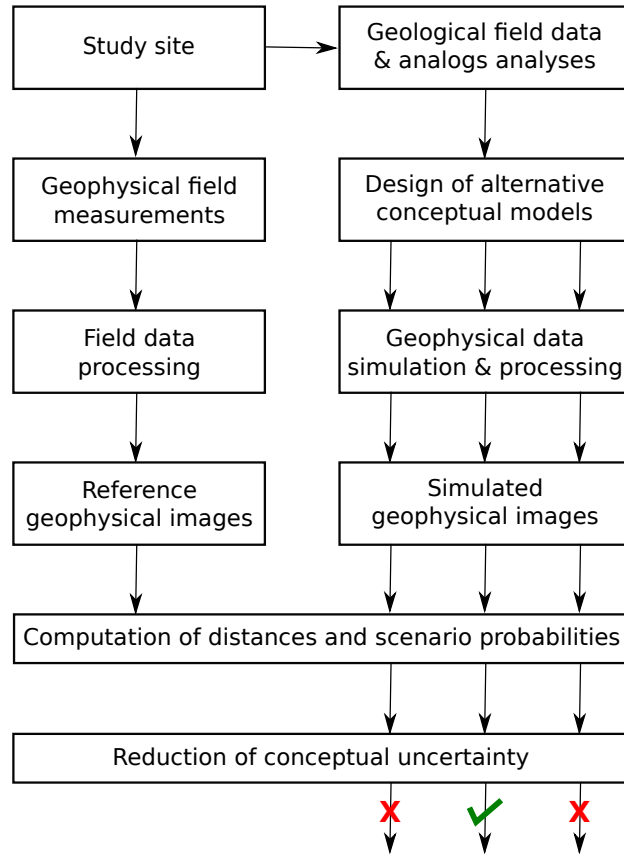 Study site
Geological field data
& analogs analyses
Geophysical field
measurements
Design of alternative
conceptual models
Field data
processing
Geophysical data
simulation & processing
Reference
geophysical images
Simulated
geophysical images
Computation of distances and scenario probabilities
Reduction of conceptual uncertainty
X
X